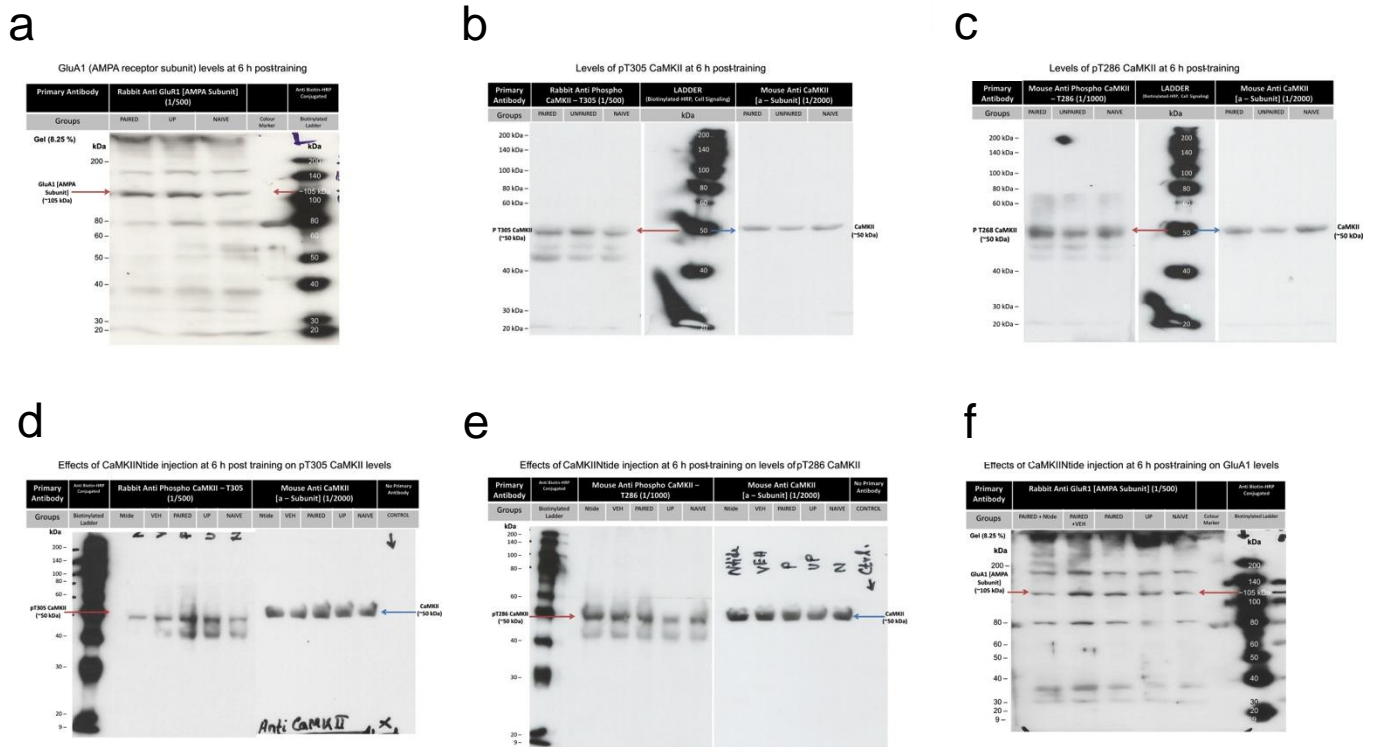 a
GluA1 (AMPA receptor subunit) levels at 6 h post-training
Primary Antibody
Rabbit Anti GluR1 [AMPA Subunit] (1/500)
Anti Biotin-HRP Conjugated
Groups
PAIRED
UP
NAIVE
Colour Marker
Biotinylated Ladder
Gel (8.25 %)
kDa
kDa
200
GluA1 [AMPA Subunit] (~105 kDa)
80
60
50
40
30
20
200
140
~105 kDa
100
80
60
50
40
30
20
b
Levels of pT305 CaMKII at 6 h post-training
Primary Antibody
Rabbit Anti Phospho CaMKII – T305 (1/500)
LADDER (Biotinylated-HRP, Cell Signaling)
Mouse Anti CaMKII [a – Subunit] (1/2000)
Groups
PAIRED
UNPAIRED
NAIVE
kDa
PAIRED
UNPAIRED
NAIVE
200 kDa
140 kDa
100 kDa
80 kDa
60 kDa
P T305 CaMKII (~50 kDa)
40 kDa
30 kDa
20 kDa
200
140
100
80
60
50
40
30
20
CaMKII (~50 kDa)
c
Levels of pT286 CaMKII at 6 h post-training
Primary Antibody
Mouse Anti Phospho CaMKII – T286 (1/1000)
LADDER (Biotinylated-HRP, Cell Signaling)
Mouse Anti CaMKII [a – Subunit] (1/2000)
Groups
PAIRED
UNPAIRED
NAIVE
kDa
PAIRED
UNPAIRED
NAIVE
200 kDa
140 kDa
100 kDa
80 kDa
60 kDa
P T268 CaMKII (~50 kDa)
40 kDa
30 kDa
20 kDa
200
140
100
80
60
50
40
30
20
CaMKII (~50 kDa)
d
Effects of CaMKIINtide injection at 6 h post training on pT305 CaMKII levels
Primary Antibody
Anti Biotin-HRP Conjugated
Rabbit Anti Phospho CaMKII – T305 (1/500)
Mouse Anti CaMKII [a – Subunit] (1/2000)
No Primary Antibody
Groups
Biotinylated Ladder
Ntide
VEH
PAIRED
UP
NAIVE
Ntide
VEH
PAIRED
UP
NAIVE
CONTROL
kDa
200
140
100
80
60
pT305 CaMKII (~50 kDa)
40
30
20
9
CaMKII (~50 kDa)
Anti CaMKII
e
Effects of CaMKIINtide injection at 6 h post-training on levels of pT286 CaMKII
Primary Antibody
Anti Biotin-HRP Conjugated
Mouse Anti Phospho CaMKII – T286 (1/1000)
Mouse Anti CaMKII [a – Subunit] (1/2000)
No Primary Antibody
Groups
Biotinylated Ladder
Ntide
VEH
PAIRED
UP
NAIVE
Ntide
VEH
PAIRED
UP
NAIVE
CONTROL
kDa
200
140
100
80
60
pT286 CaMKII (~50 kDa)
40
30
20
9
Ntide
VEH
P
UP
N
Ctrl.
CaMKII (~50 kDa)
f
Effects of CaMKIINtide injection at 6 h post-training on GluA1 levels
Primary Antibody
Rabbit Anti GluR1 [AMPA Subunit] (1/500)
Anti Biotin-HRP Conjugated
Groups
PAIRED + Ntide
PAIRED +VEH
PAIRED
UP
NAIVE
Colour Marker
Biotinylated Ladder
Gel (8.25 %)
kDa
kDa
200
GluA1 [AMPA Subunit] (~105 kDa)
100
80
60
50
40
30
20
9
200
140
~105 kDa
100
80
60
50
40
30
20
9